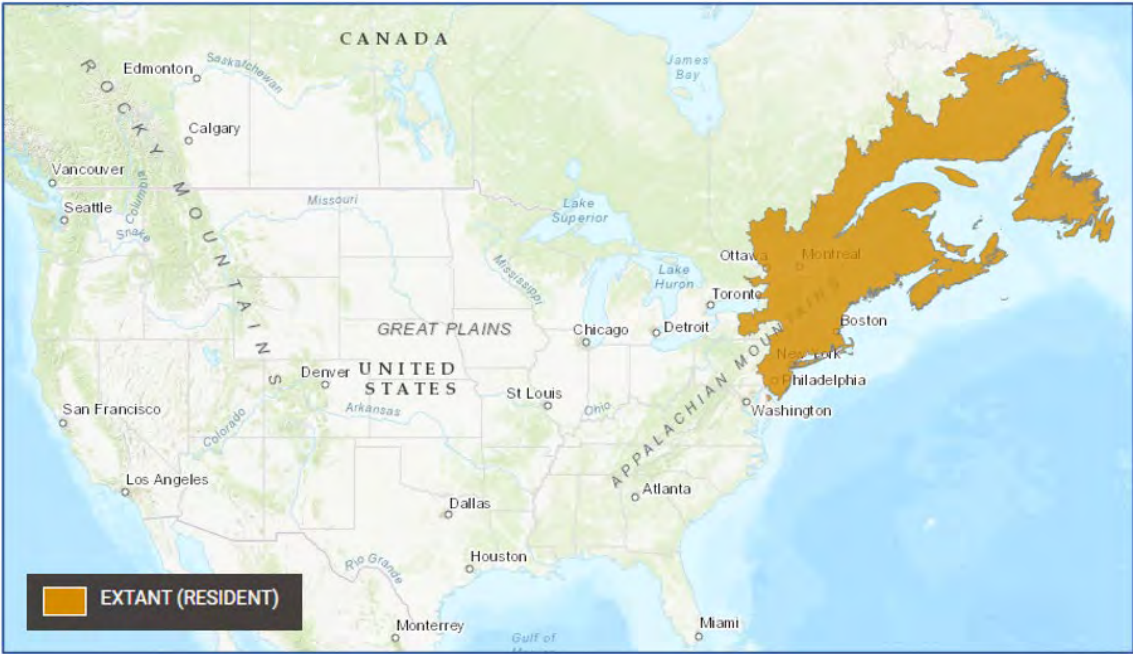 CANADA
James
Bay
Edmonton
Saskatchewan
ROCKY MOUNTAINS
Calgary
Vancouver
Columbia
Seattle
Snake
Missouri
Lake
Superior
Mississippi
Ottawa
Montreal
Lake
Huron
Toronto
Boston
GREAT PLAINS
Chicago
Detroit
New York
Denver
UNITED
STATES
Philadelphia
St Louis
Ohio
APPALACHIAN MOUNTAINS
Washington
San Francisco
Colorado
Arkansas
Los Angeles
Atlanta
Dallas
Houston
Rio Grande
EXTANT (RESIDENT)
Monterrey
Miami
Gulf of